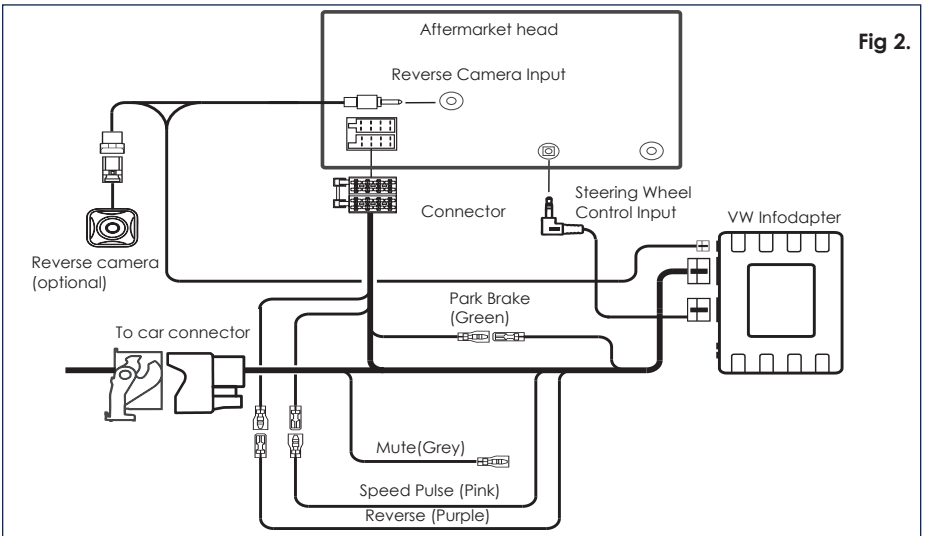 Aftermarket head
Fig 2.
Reverse Camera Input
Steering Wheel
Control Input
Connector
VW Infodapter
Reverse camera
(optional)
Park Brake
(Green)
To car connector
Mute(Grey)
Speed Pulse (Pink)
Reverse (Purple)